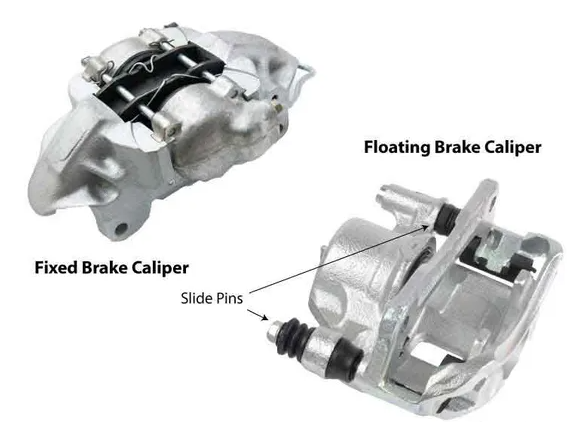 Floating Brake Caliper
Fixed Brake Caliper
Slide Pins